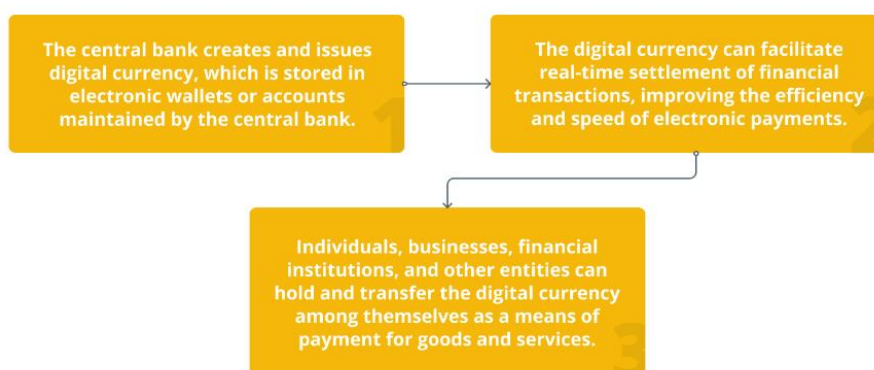 The central bank creates and issues
digital currency, which is stored in
electronic wallets or accounts
maintained by the central bank.
1
The digital currency can facilitate
real-time settlement of financial
transactions, improving the efficiency
and speed of electronic payments.
2
Individuals, businesses, financial
institutions, and other entities can
hold and transfer the digital currency
among themselves as a means of
payment for goods and services.
3